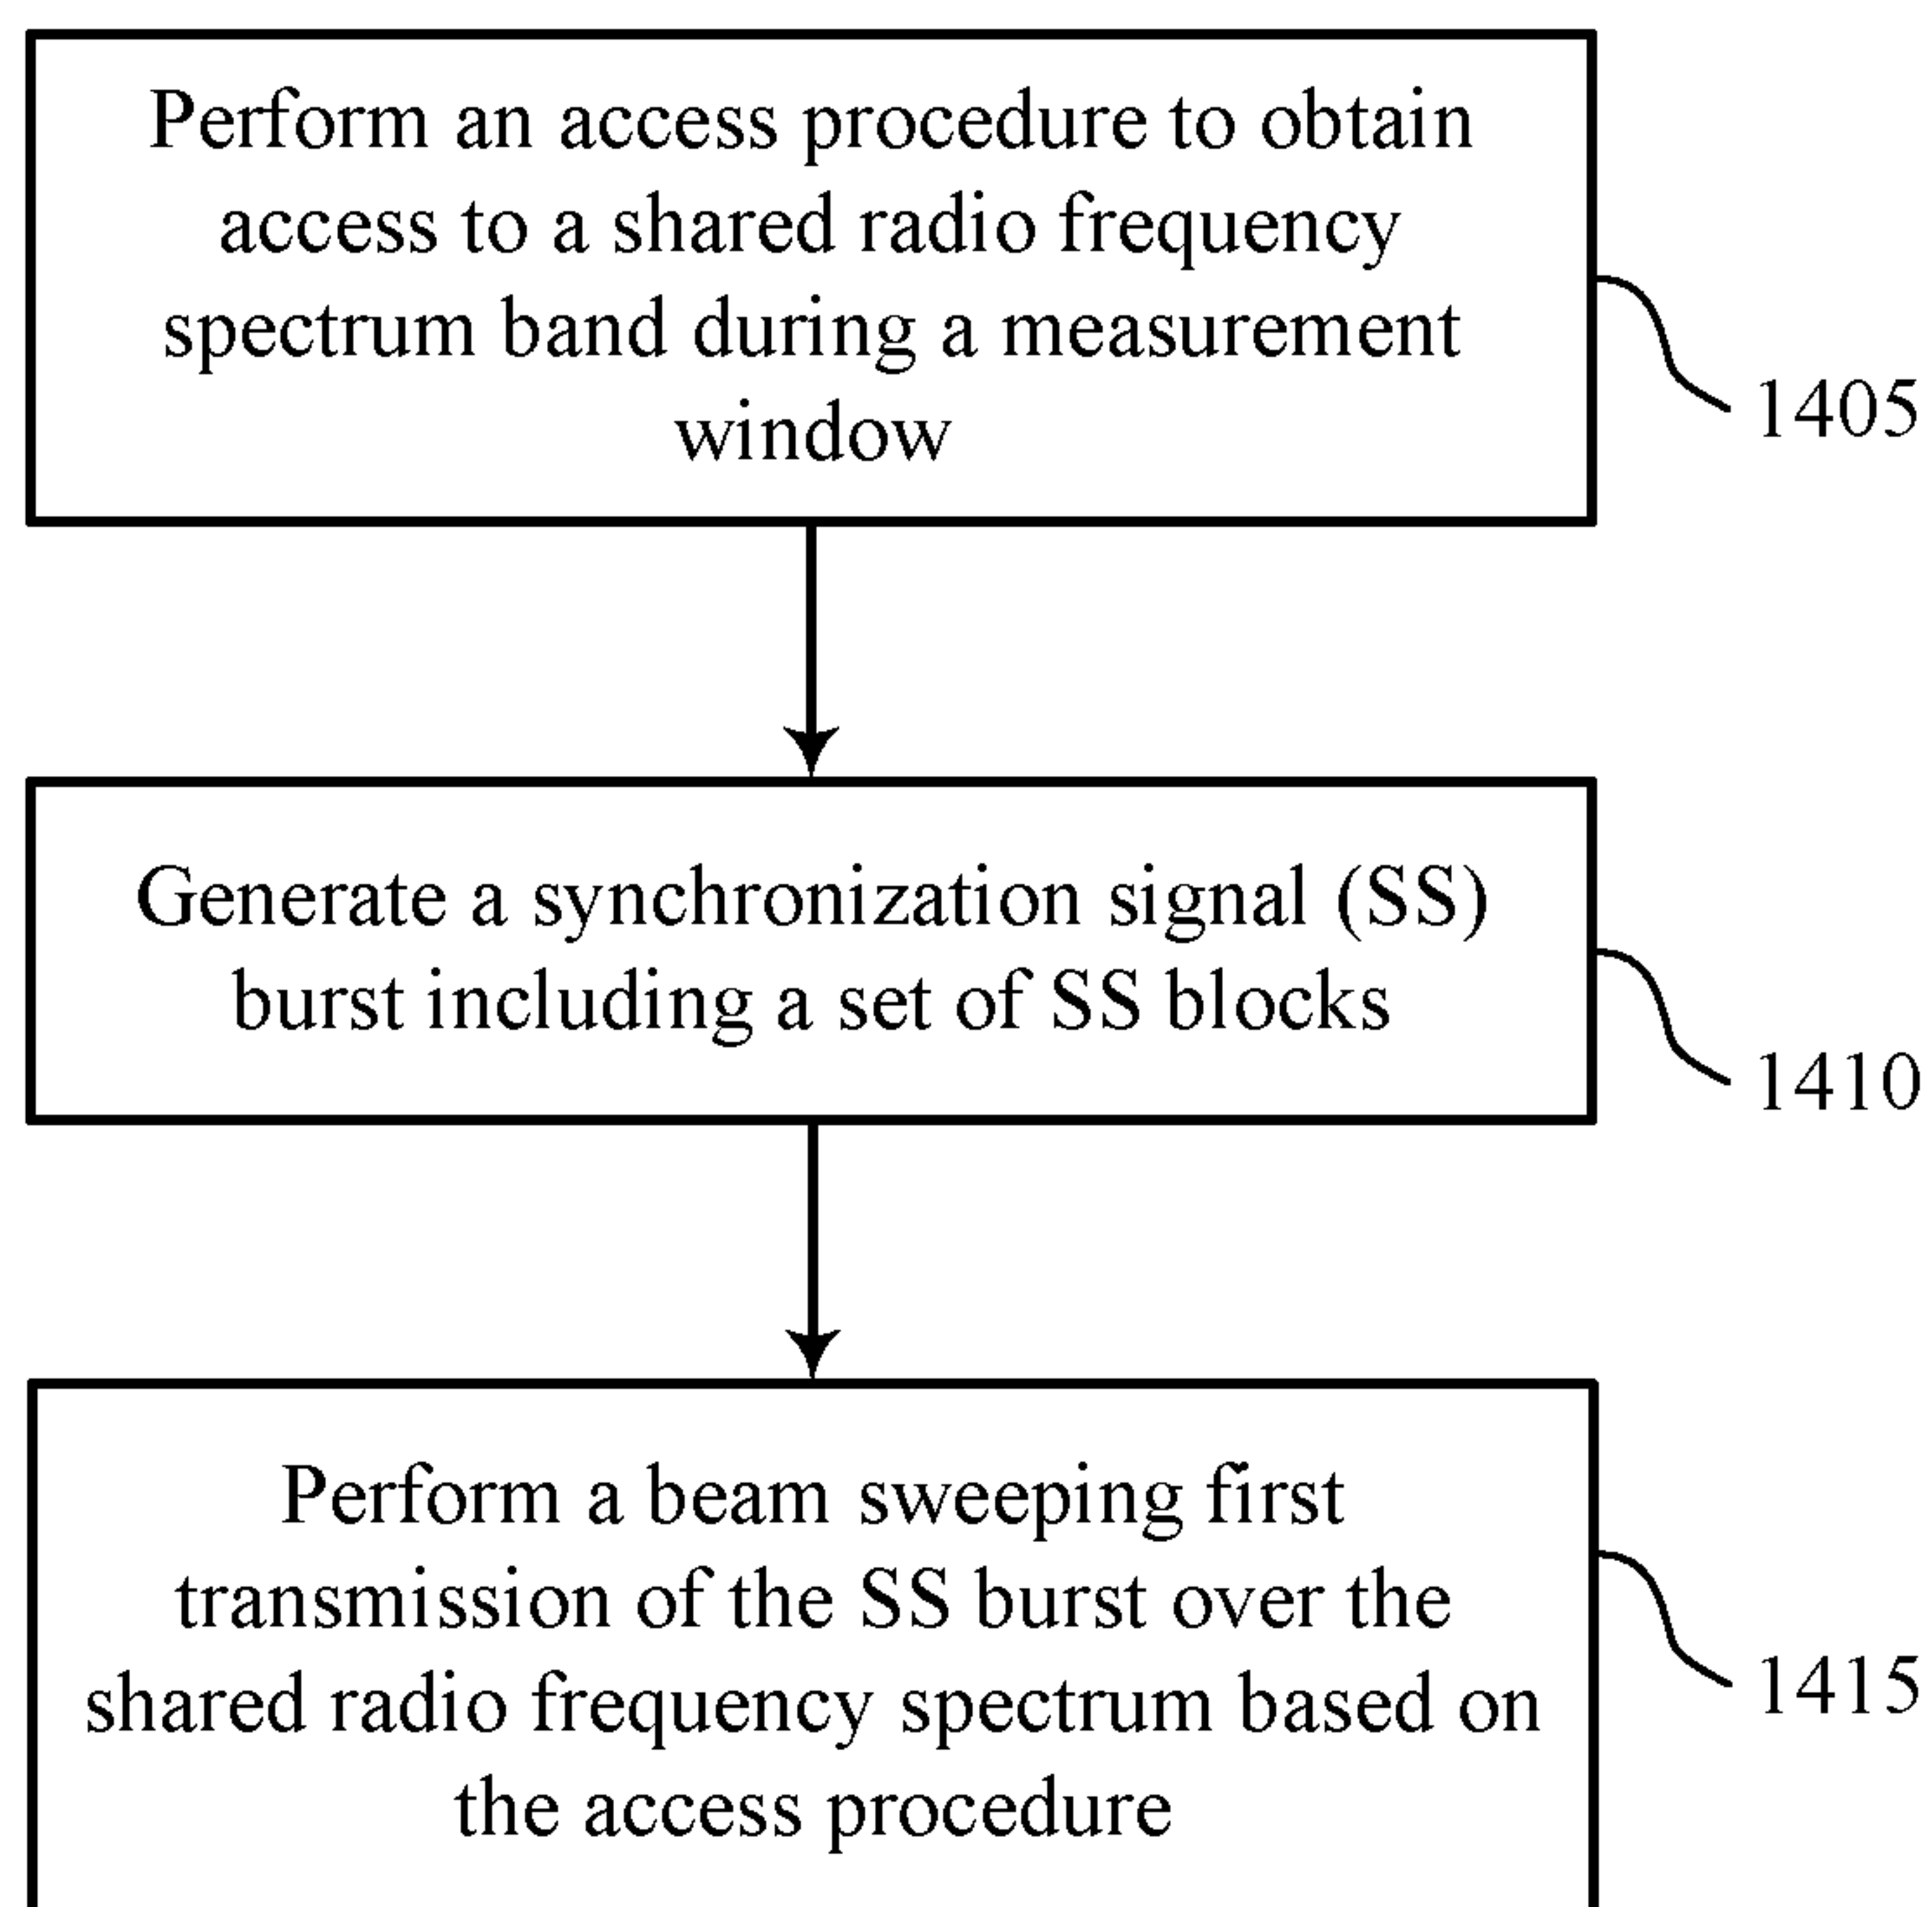 Perform an access procedure to obtain
access to a shared radio frequency
spectrum band during a measurement
window
1405
Generate a synchronization signal (SS)
burst including a set of SS blocks
1410
Perform a beam sweeping first
transmission of the SS burst over the
shared radio frequency spectrum based on
the access procedure
1415